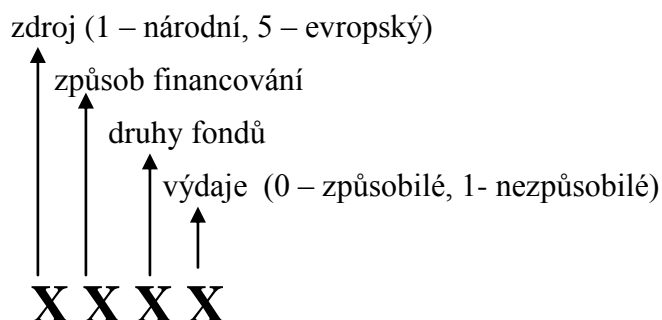 zdroj (1 – národní, 5 – evropský)
způsob financování
druhy fondů
výdaje  (0 – způsobilé, 1- nezpůsobilé)
X X X X